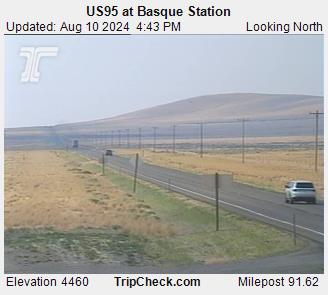 US95 at Basque Station
Updated: Aug 10 2024 4:43 PM Looking North
Elevation 4460 TripCheck.com Milepost 91.62